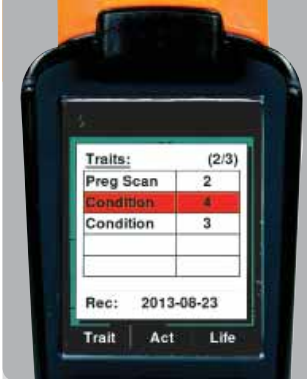 Traits: (2/3)
Preg Scan 2
Condition 4
Condition 3
Rec: 2013-08-23
Trait Act Life